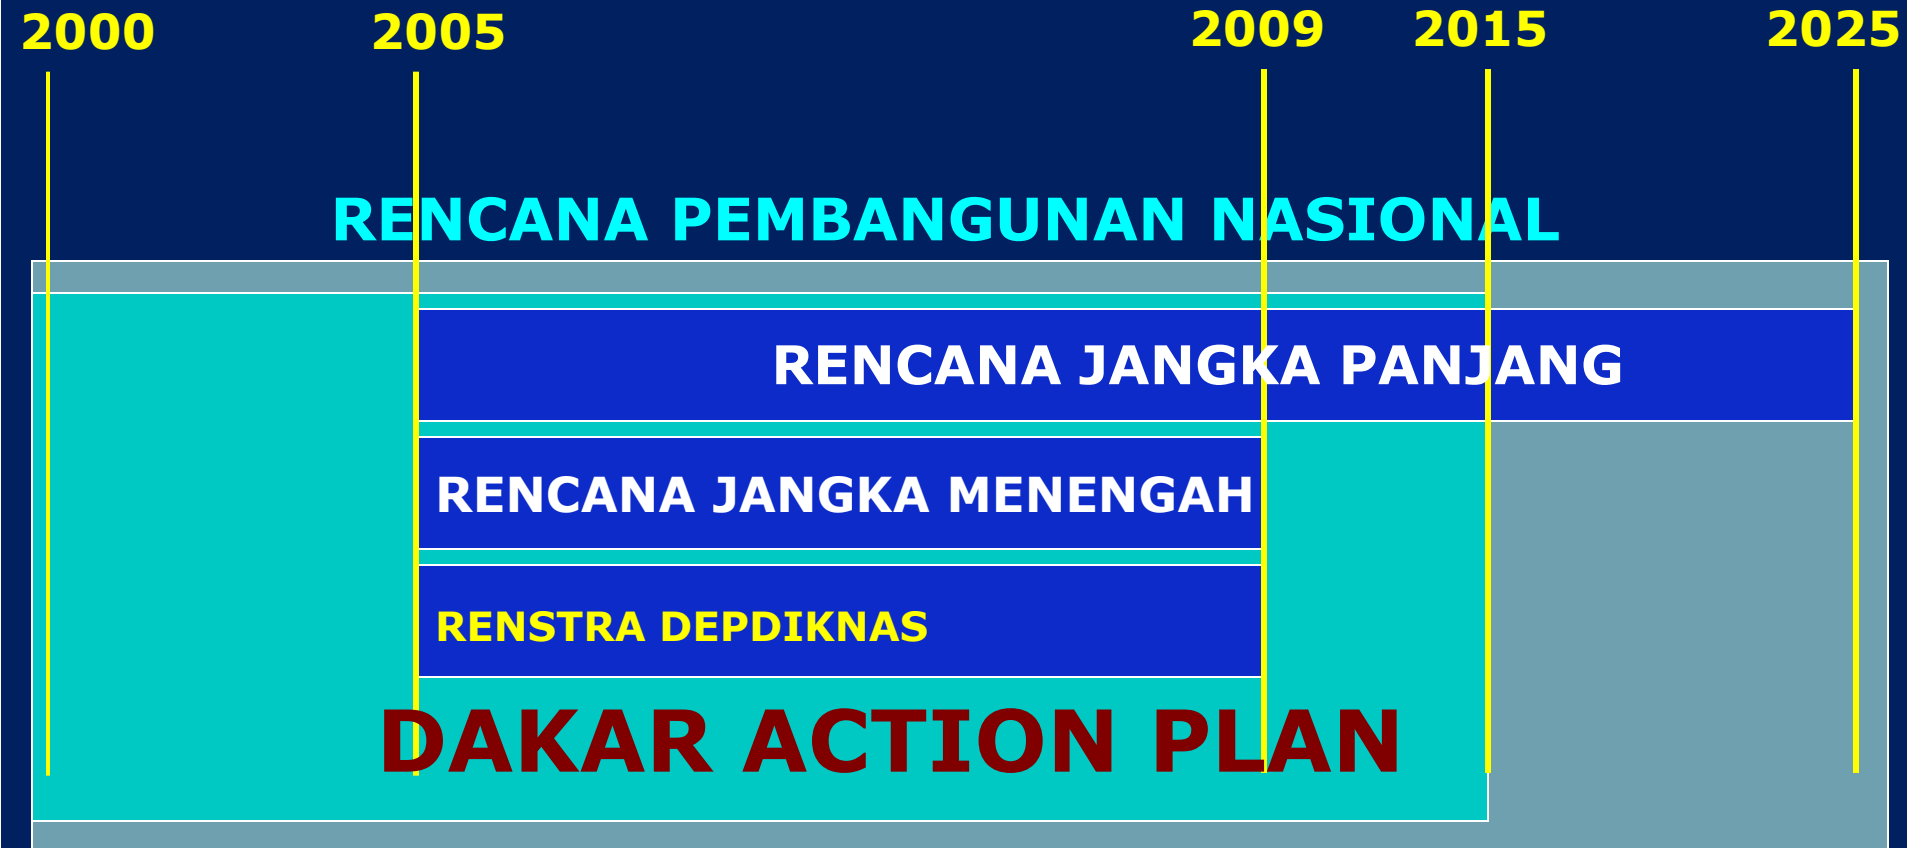 2000 2005 2009 2015 2025
RENCANA PEMBANGUNAN NASIONAL
RENCANA JANGKA PANJANG
RENCANA JANGKA MENENGAH
RENSTRA DEPDIKNAS
DAKAR ACTION PLAN